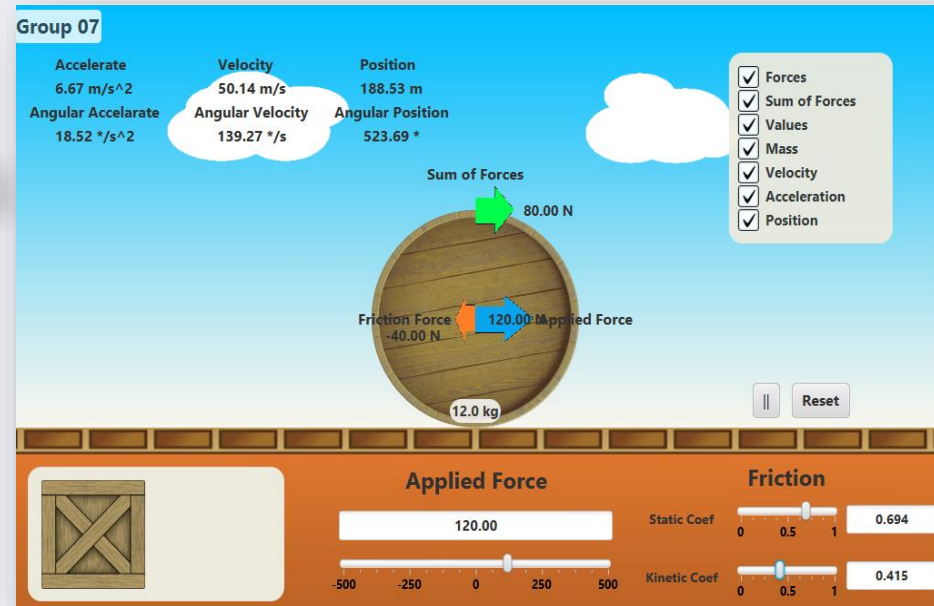 Group 07
Accelerate Velocity Position
6.67 m/s^2 50.14 m/s 188.53 m
Angular Accelarate Angular Velocity Angular Position
18.52 */s^2 139.27 */s 523.69 *
Forces
Sum of Forces
Values
Mass
Velocity
Acceleration
Position
Sum of Forces
80.00 N
Friction Force 120.00 N Applied Force
-40.00 N
12.0 kg
|| Reset
Applied Force
120.00
-500 -250 0 250 500
Friction
Static Coef 0.694
0 0.5 1
Kinetic Coef 0.415
0 0.5 1